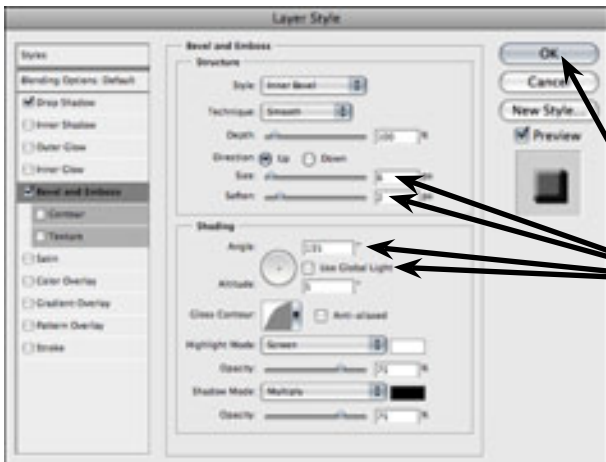 Layer Style
Styles
Blending Options: Default
Drop Shadow
Inner Shadow
Outer Glow
Inner Glow
Bevel and Emboss
Contour
Texture
Satin
Color Overlay
Gradient Overlay
Pattern Overlay
Stroke
Bevel and Emboss
Structure
Style: Inner Bevel
Technique: Smooth
Depth: 100 %
Direction: Up Down
Size:
Soften:
Shading
Angle: °
Use Global Light
Altitude: °
Gloss Contour: Anti-aliased
Highlight Mode: Screen
Opacity: 75 %
Shadow Mode: Multiply
Opacity: 75 %
OK
Cancel
New Style...
Preview